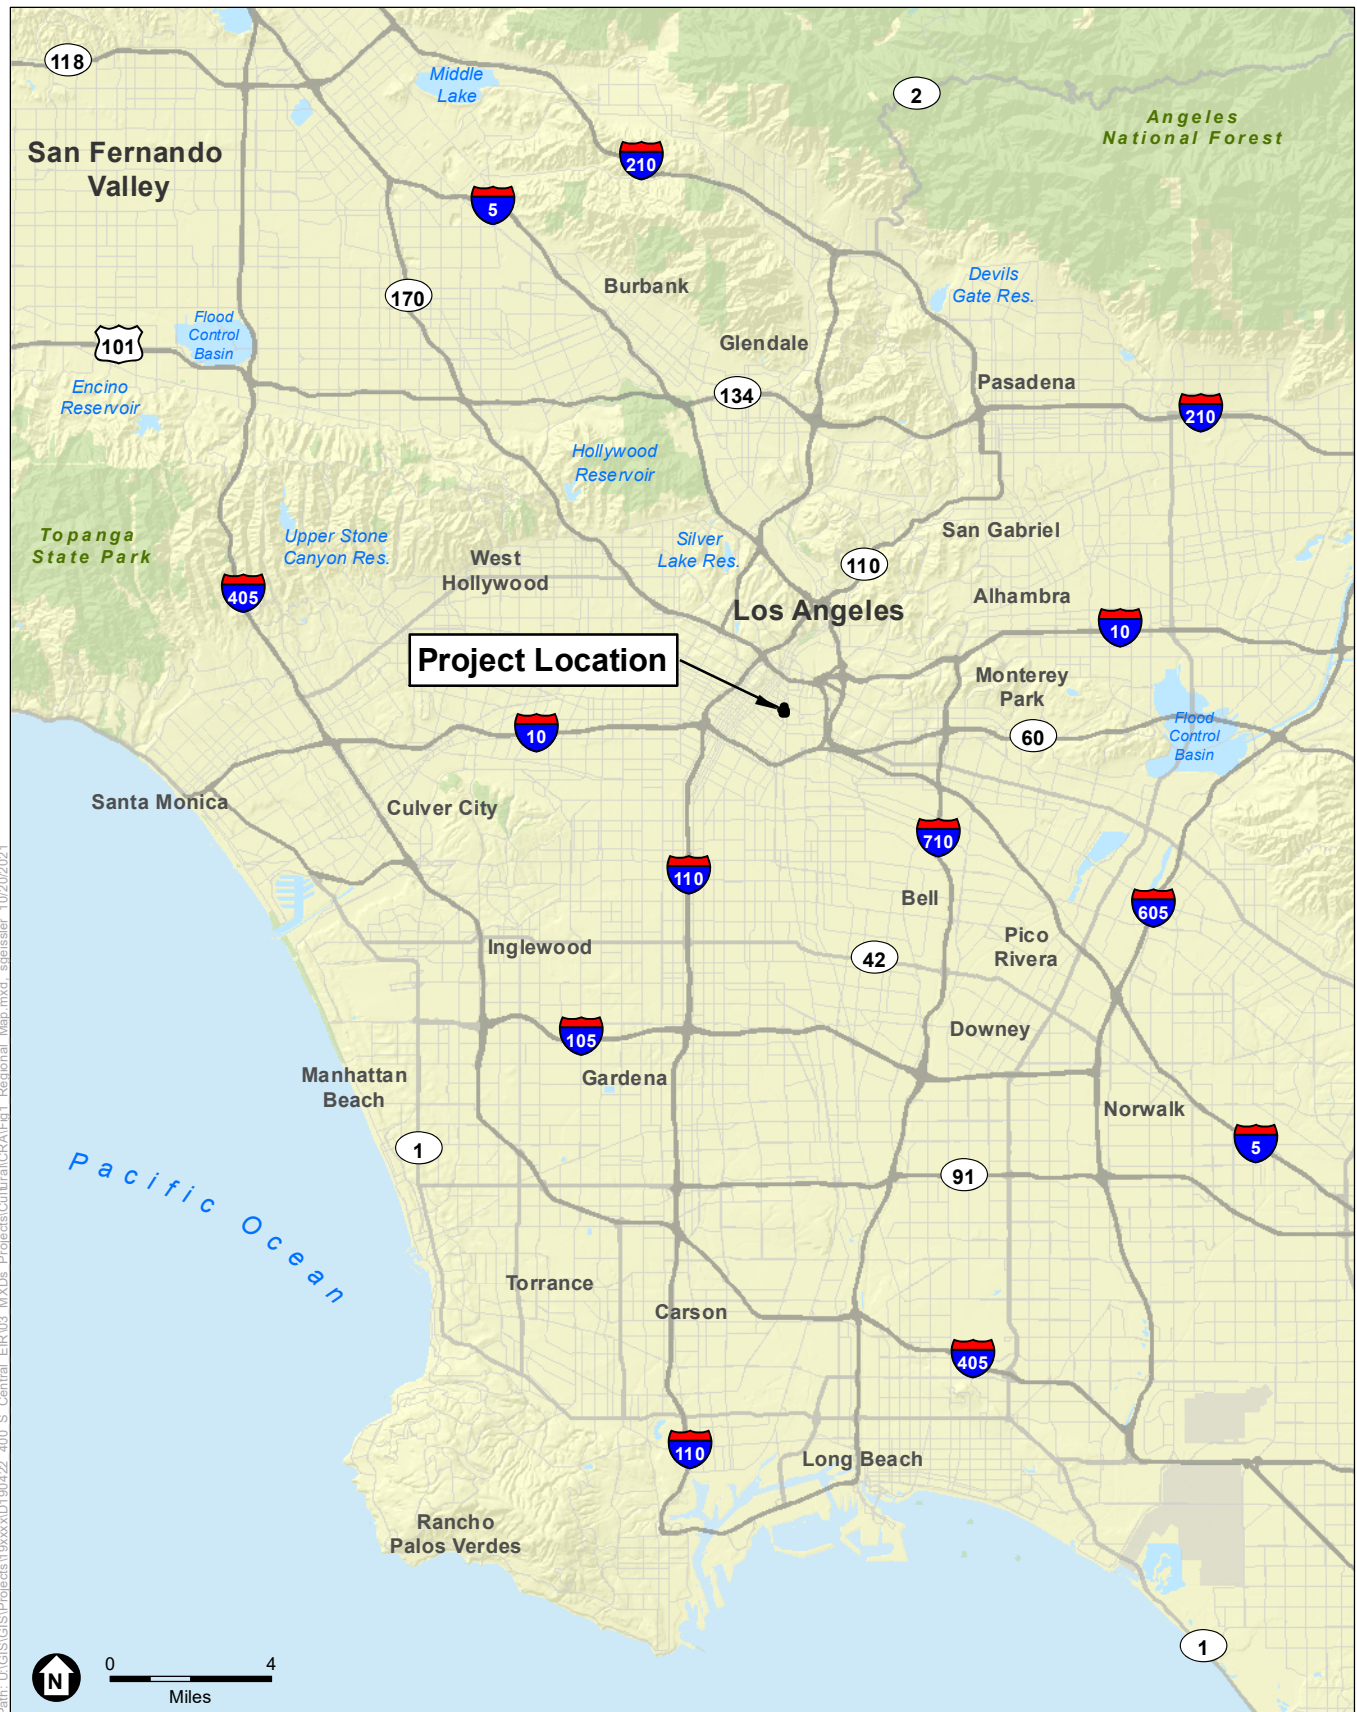 118
Middle
Lake
2
Angeles
National Forest
San Fernando
Valley
210
5
Burbank
Devils
Gate Res.
170
Flood
Control
Basin
101
Glendale
Encino
Reservoir
134
Pasadena
210
Hollywood
Reservoir
Topanga
State Park
Upper Stone
Canyon Res.
Silver
Lake Res.
San Gabriel
West
Hollywood
110
405
Los Angeles
Alhambra
10
Project Location
Monterey
Park
10
60
Flood
Control
Basin
Santa Monica
Culver City
710
110
Bell
605
Inglewood
42
Pico
Rivera
105
Downey
Manhattan
Beach
Gardena
Norwalk
1
5
91
Pacific Ocean
Torrance
Carson
405
110
Long Beach
Rancho
Palos Verdes
1
N
0 4
Miles